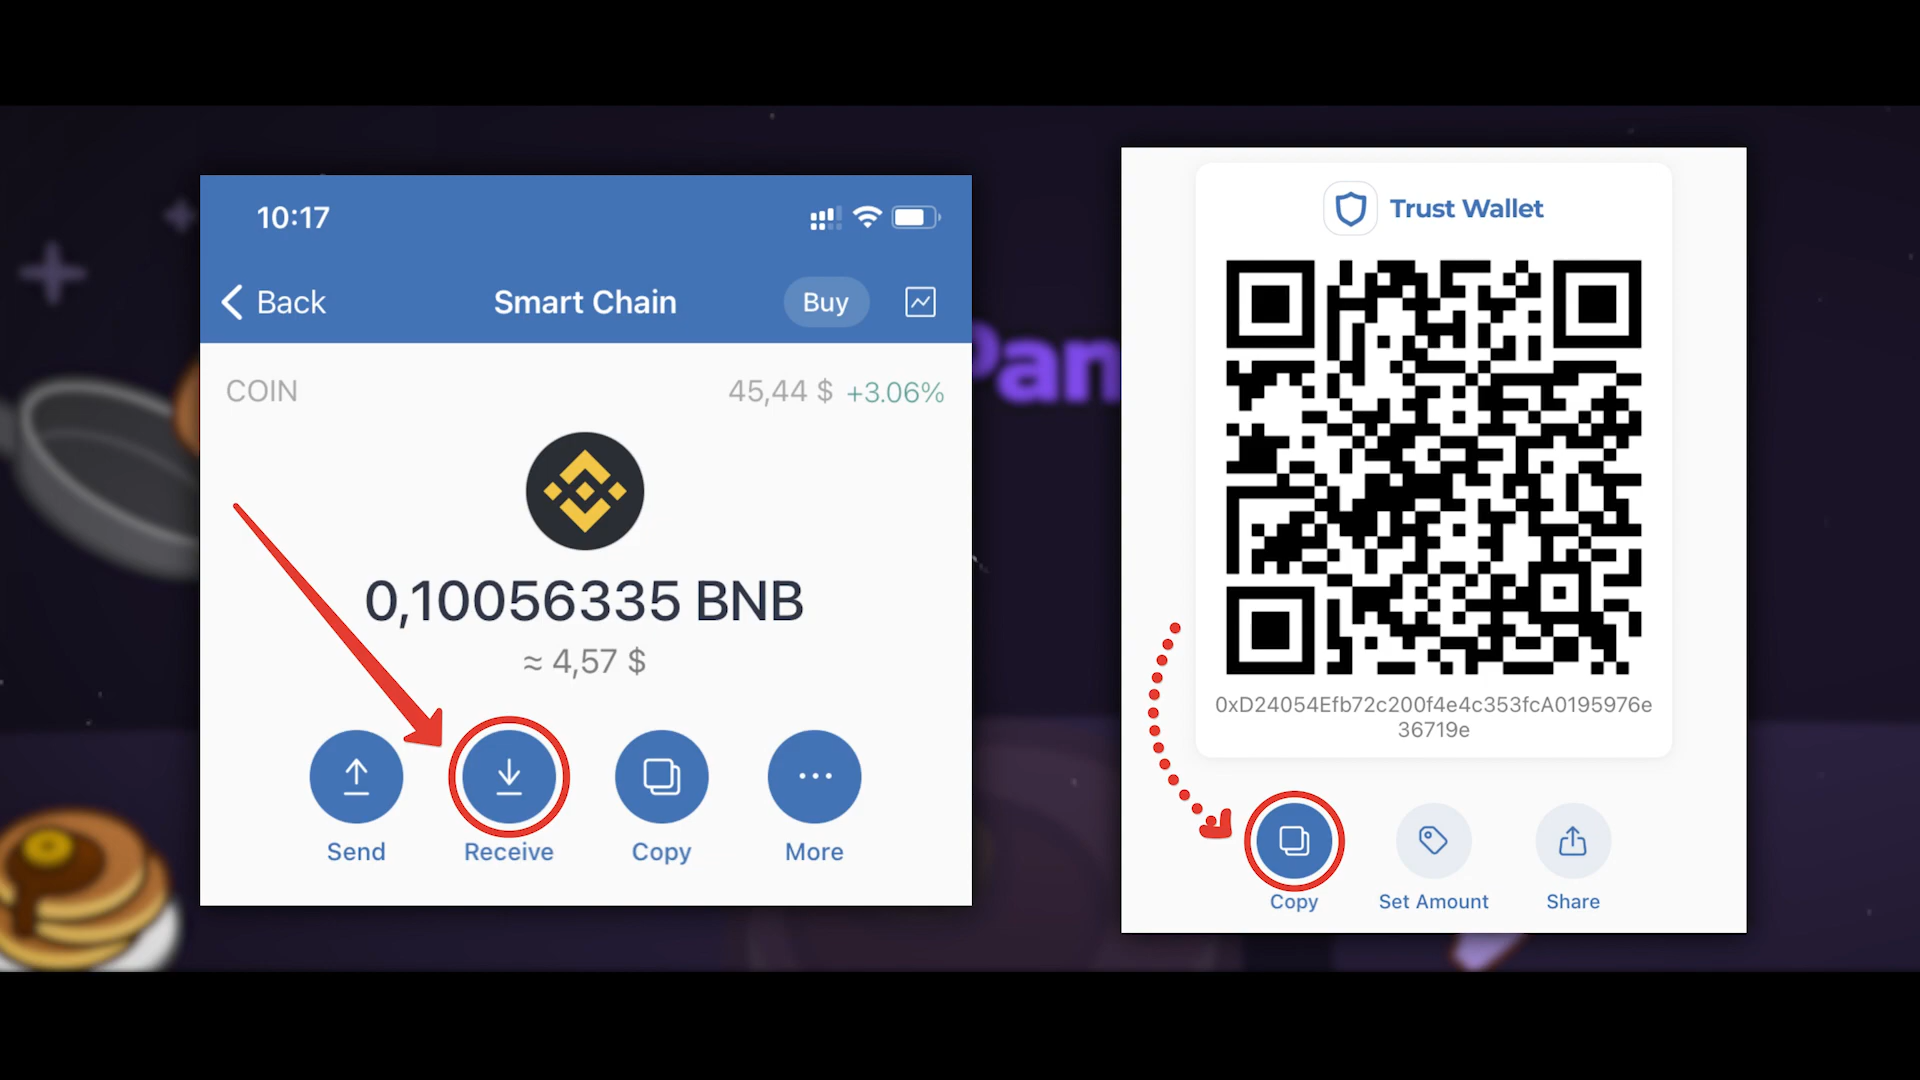 10:17
Back
Smart Chain
Buy
COIN
45,44 $ +3.06%
0,10056335 BNB
≈ 4,57 $
Send
Receive
Copy
More
Pan
Trust Wallet
0xD24054Efb72c200f4e4c353fcA0195976e
36719e
Copy
Set Amount
Share